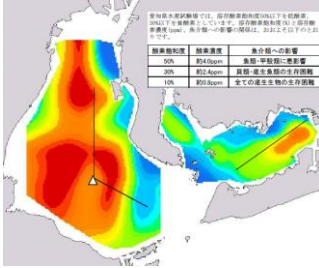 愛知県水産試験場では、溶存酸素飽和度50%以下を低酸素、
30%以下を貧酸素としています。溶存酸素飽和度(%)と溶存酸
素濃度(ppm)、魚介類への影響の関係は、おおよそ以下のとお
りです。
酸素飽和度 酸素濃度 魚介類への影響
50% 約4.0ppm 魚類・甲殻類に悪影響
30% 約2.4ppm 貝類・底生魚類の生存困難
10% 約0.8ppm 全ての底生生物の生存困難